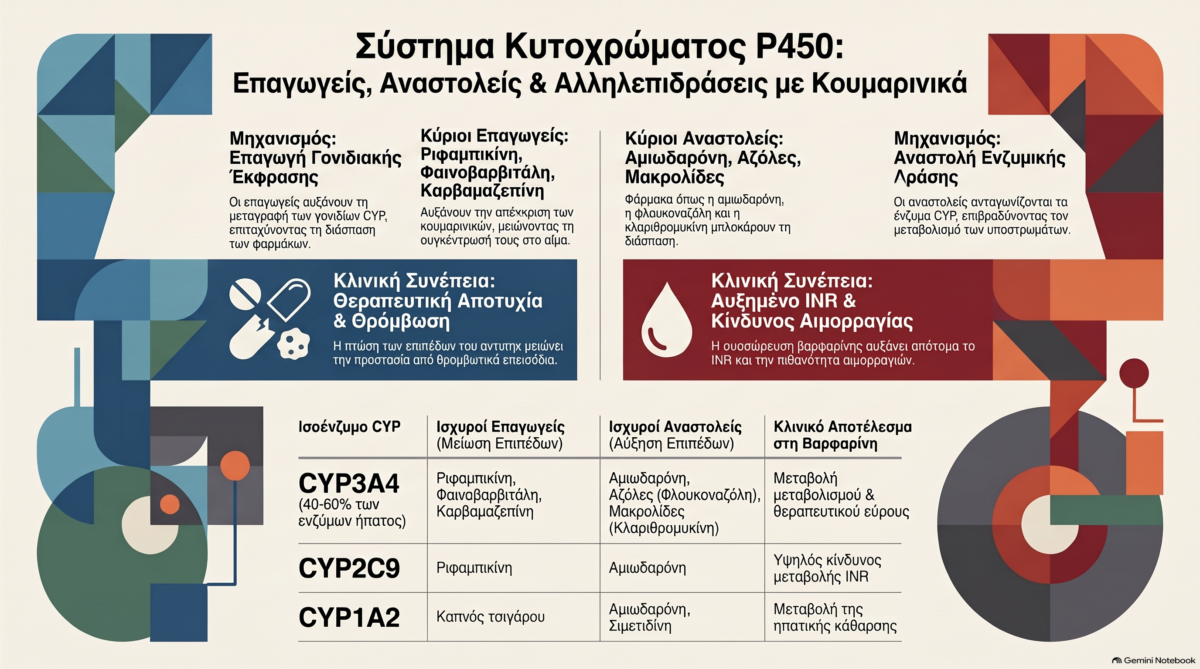 Σύστημα Κυτοχρώματος P450:
Επαγωγείς, Αναστολείς & Αλληλεπιδράσεις με Κουμαρινικά
Μηχανισμός:
Επαγωγή Γονιδιακής
Έκφρασης
Οι επαγωγείς αυξάνουν τη
μεταγραφή των γονιδίων CYP,
επιταχύνοντας τη διάσπαση
των φαρμάκων.
Κύριοι Επαγωγείς:
Ριφαμπικίνη,
Φαινοβαρβιτάλη,
Καρβαμαζεπίνη
Αυξάνουν την απέκκριση των
κουμαρινικών, μειώνοντας τη
ουγκέντρωσή τους στο αίμα.
Κύριοι Αναστολείς:
Αμιωδαρόνη, Αζόλες,
Μακρολίδες
Φάρμακα όπως η αμιωδαρόνη,
η φλαυκοναζόλη και η
κλαριθρομυκίνη μπλοκάρουν τη
διάσπαση.
Μηχανισμός:
Αναστολή Ενζυμικής
Λράσης
Οι αναστολείς ανταγωνίζονται τα
ένζυμα CYP, επιβραδύνοντας τον
μεταβολισμό των υποστρωμάτων.
Κλινική Συνέπεια:
Θεραπευτική Αποτυχία
& Θρόμβωση
Η πτώση των επιπέδων του αντυτηχ μειώνει
την προστασία από θρομβωτικά επεισόδια.
Κλινική Συνέπεια:
Αυξημένο INR &
Κίνδυνος Αιμορραγίας
Η ουοσώρευση βαρφαρίνης αυξάνει απότομα το
INR και την πιθανότητα αιμορραγιών.
Ισοένζυμο CYP
Ισχυροί Επαγωγείς
(Μείωση Επιπέδων)
Ισχυροί Αναστολείς
(Αύξηση Επιπέδων)
Κλινικό Αποτέλεσμα
στη Βαρφαρίνη
CYP3A4
(40-60% των
ενζύμων ήπατος)
Ριφαμπικίνη,
Φαιναβαρβιτάλη,
Καρβαμαζεπίνη
Αμιωδαρόνη,
Αζόλες (Φλουκοναζόλη),
Μακρολίδες
(Κλαριθρομυκίνη)
Μεταβολή
μεταβολισμού &
θεραπευτικού εύρους
CYP2C9
Ριφαμπικίνη
Αμιωδαρόνη
Υψηλός κίνδυνος
μεταβολής INR
CYP1A2
Καπνός τσιγάρου
Αμιωδαρόνη,
Σιμετιδίνη
Μεταβολή της
ηπατικής κάθαρσης
Gemini Notebook